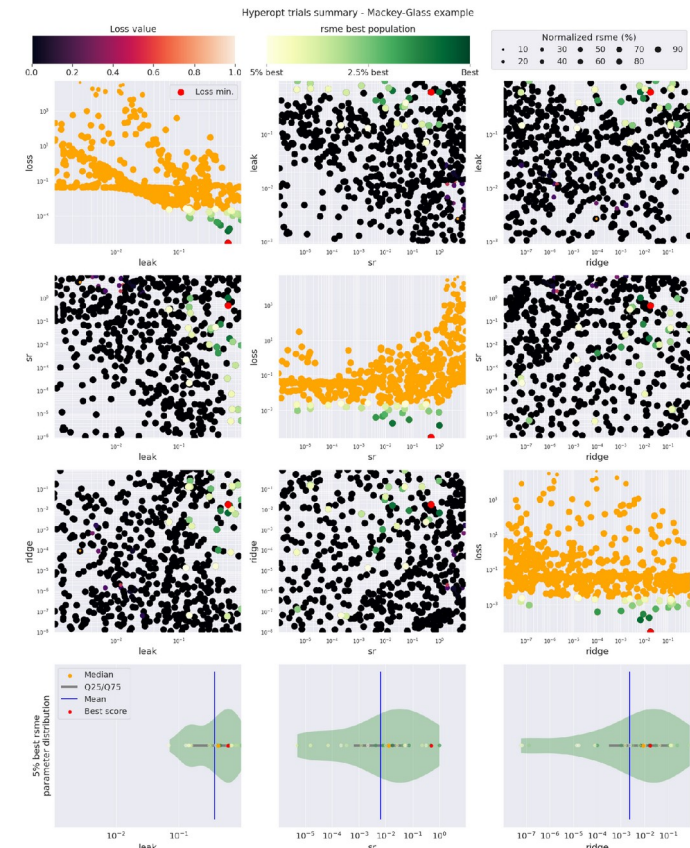 Hyperopt trials summary - Mackey-Glass example
Loss value
0.0 0.2 0.4 0.6 0.8 1.0
rsme best population
5% best 2.5% best Best
Normalized rsme (%)
10 30 50 70 90
20 40 60 80
Loss min.
loss
leak
leak
sr
leak
ridge
sr
leak
loss
sr
sr
ridge
ridge
leak
ridge
sr
loss
ridge
5% best rsme
parameter distribution
Median
Q25/Q75
Mean
Best score
10⁻² 10⁻¹
leak
10⁻⁵ 10⁻⁴ 10⁻³ 10⁻² 10⁻¹ 10⁰
sr
10⁻⁷ 10⁻⁶ 10⁻⁵ 10⁻⁴ 10⁻³ 10⁻² 10⁻¹
ridge